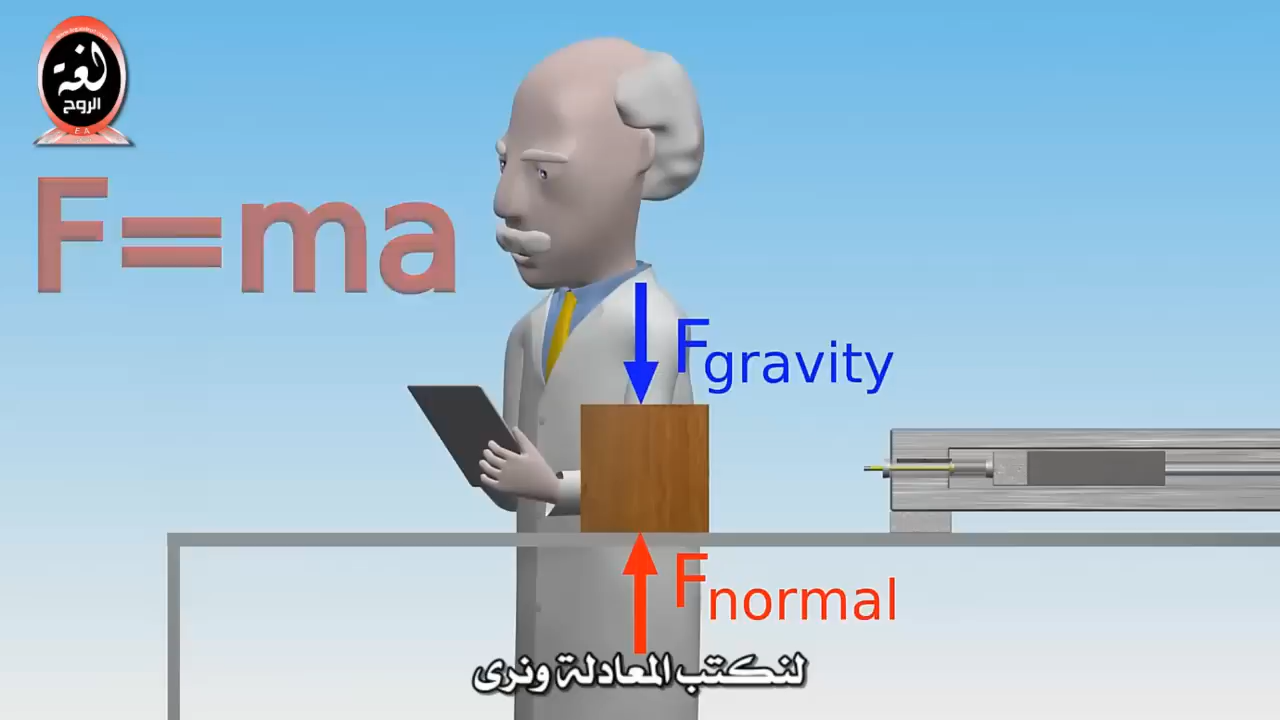 لغة
الروح
E A
F=ma
Fgravity
Fnormal
لنكتب المعادلة ونرى